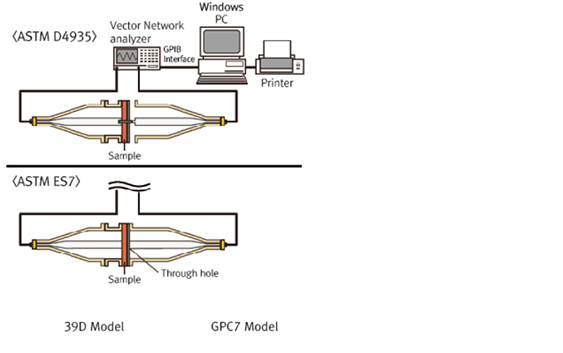 Windows
PC
〈ASTM D4935〉
Vector Network
analyzer
GPIB
Interface
Printer
Sample
〈ASTM ES7〉
Through hole
Sample
39D Model
GPC7 Model